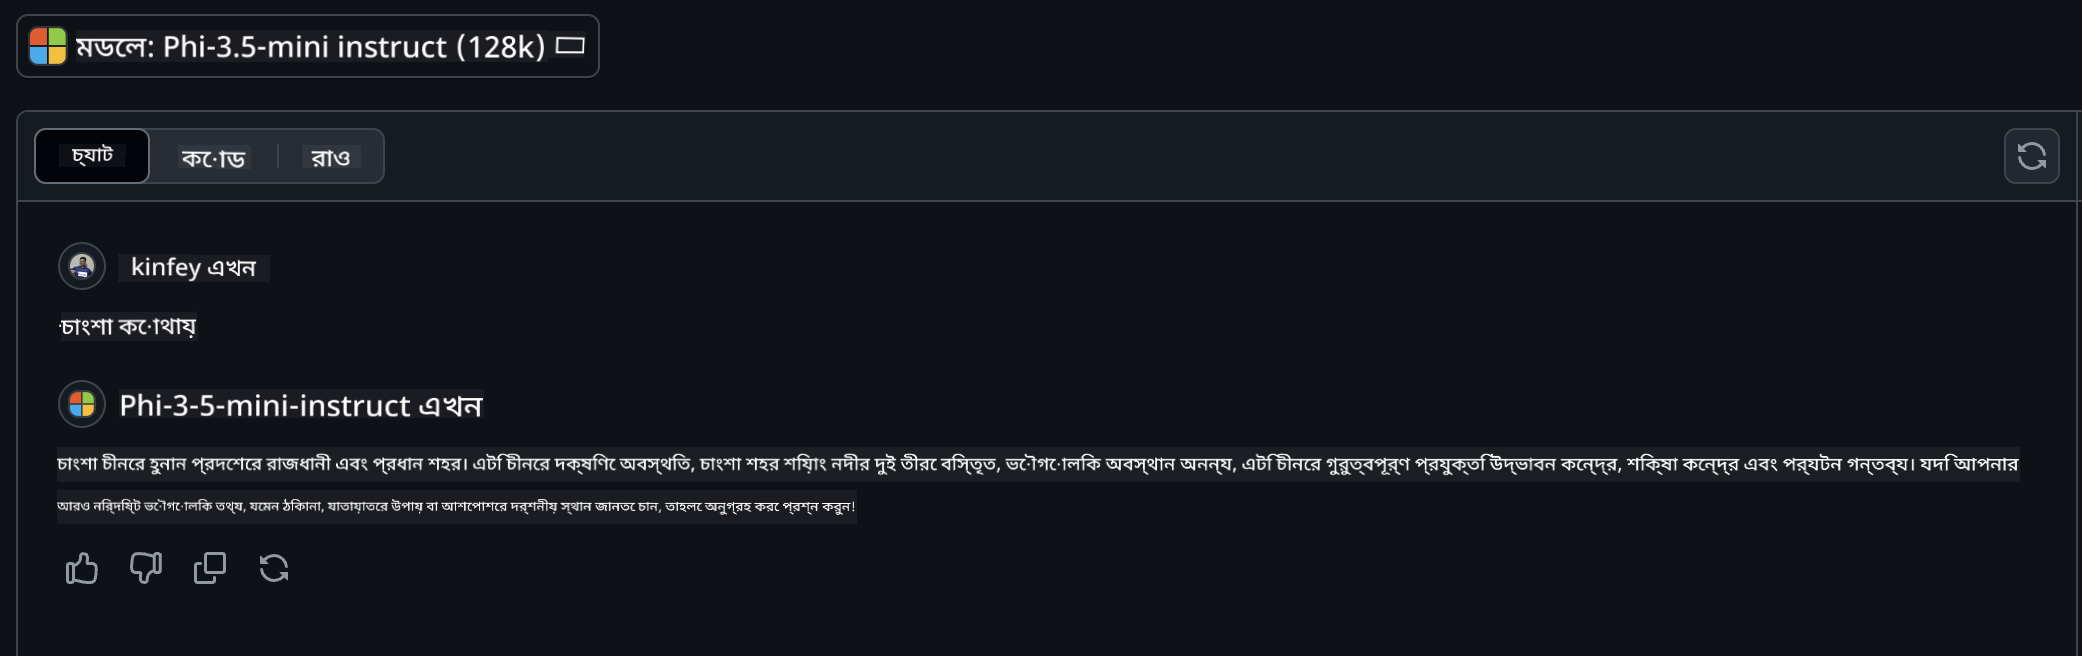 মডেল: Phi-3.5-mini instruct (128k)
চ্যাট
কোড
রাও
kinfey এখন
চাংশা কোথায়
Phi-3-5-mini-instruct এখন
চাংশা চীনের হুনান প্রদেশের রাজধানী এবং প্রধান শহর। এটি চীনের দক্ষিণে অবস্থিত, চাংশা শহর শিয়াং নদীর দুই তীরে বিস্তৃত, ভৌগোলিক অবস্থান অনন্য, এটি চীনের গুরুত্বপূর্ণ প্রযুক্তি উদ্ভাবন কেন্দ্র, শিক্ষা কেন্দ্র এবং পর্যটন গন্তব্য। যদি আপনার
আরও নির্দিষ্ট ভৌগোলিক তথ্য, যেমন ঠিকানা, যাতায়াতের উপায় বা আশেপাশের দর্শনীয় স্থান জানতে চান, তাহলে অনুগ্রহ করে প্রশ্ন করুন!